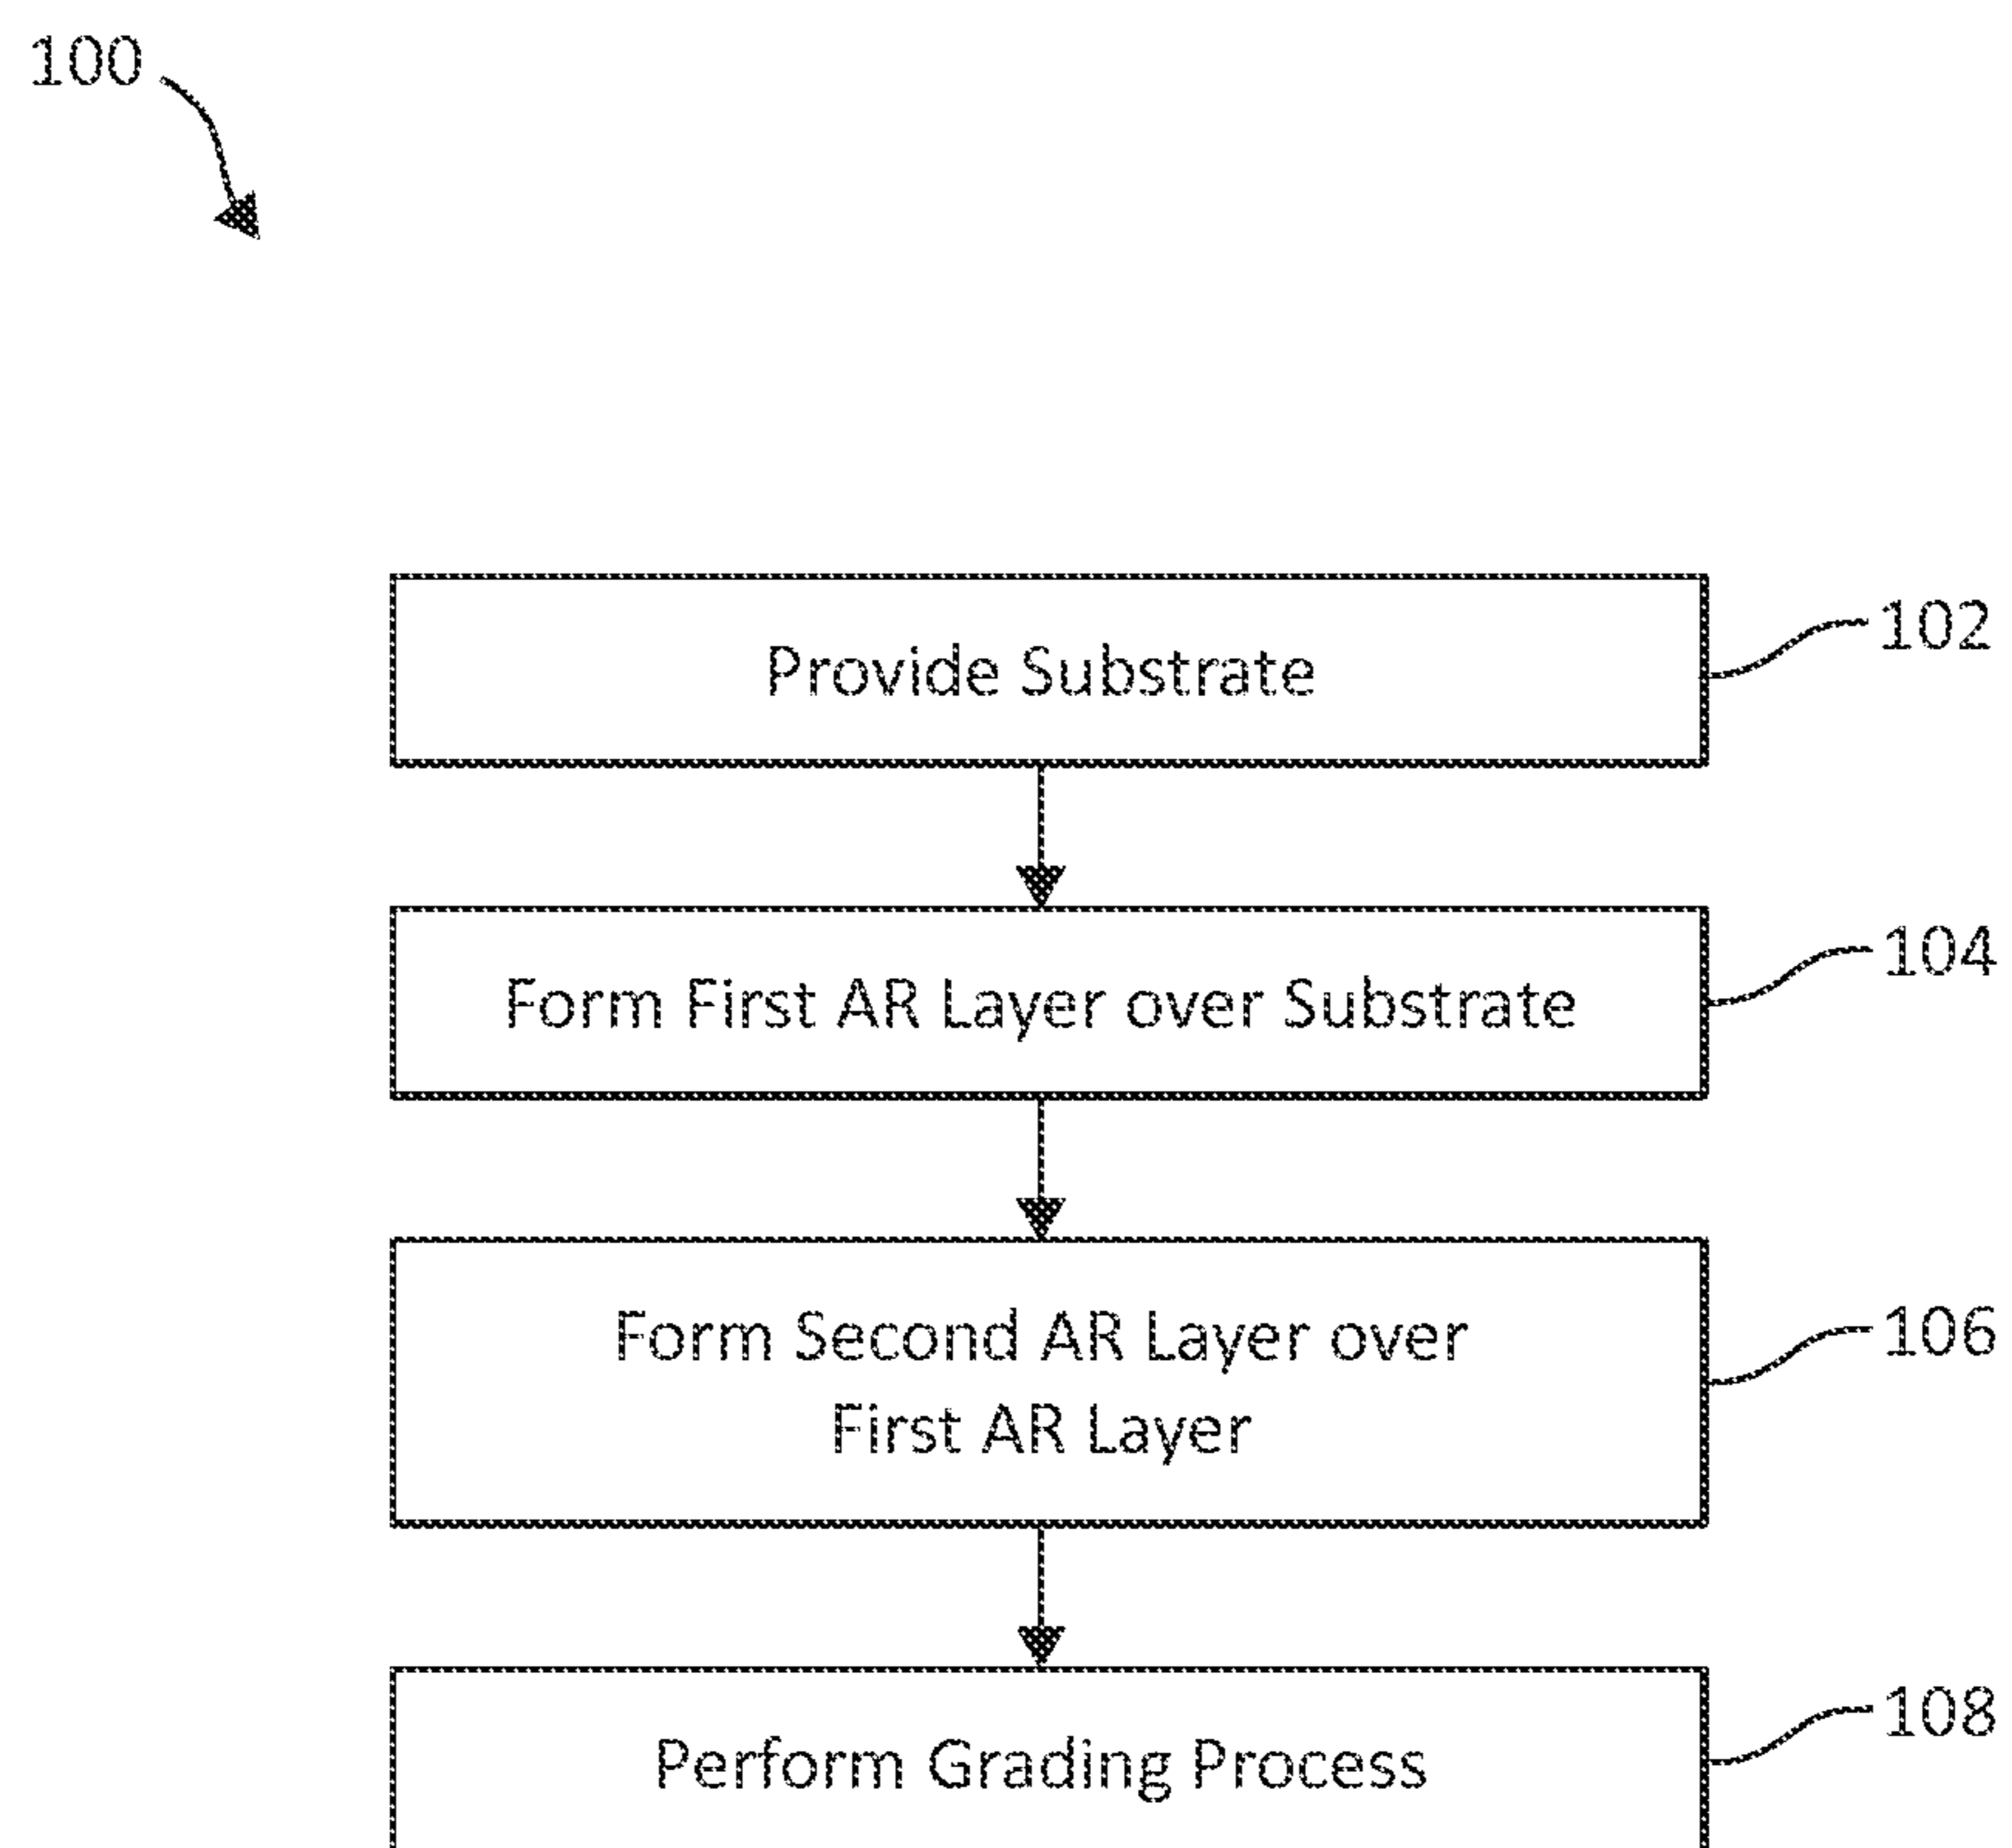 100
Provide Substrate
102
Form First AR Layer over Substrate
104
Form Second AR Layer over
First AR Layer
106
Perform Grading Process
108